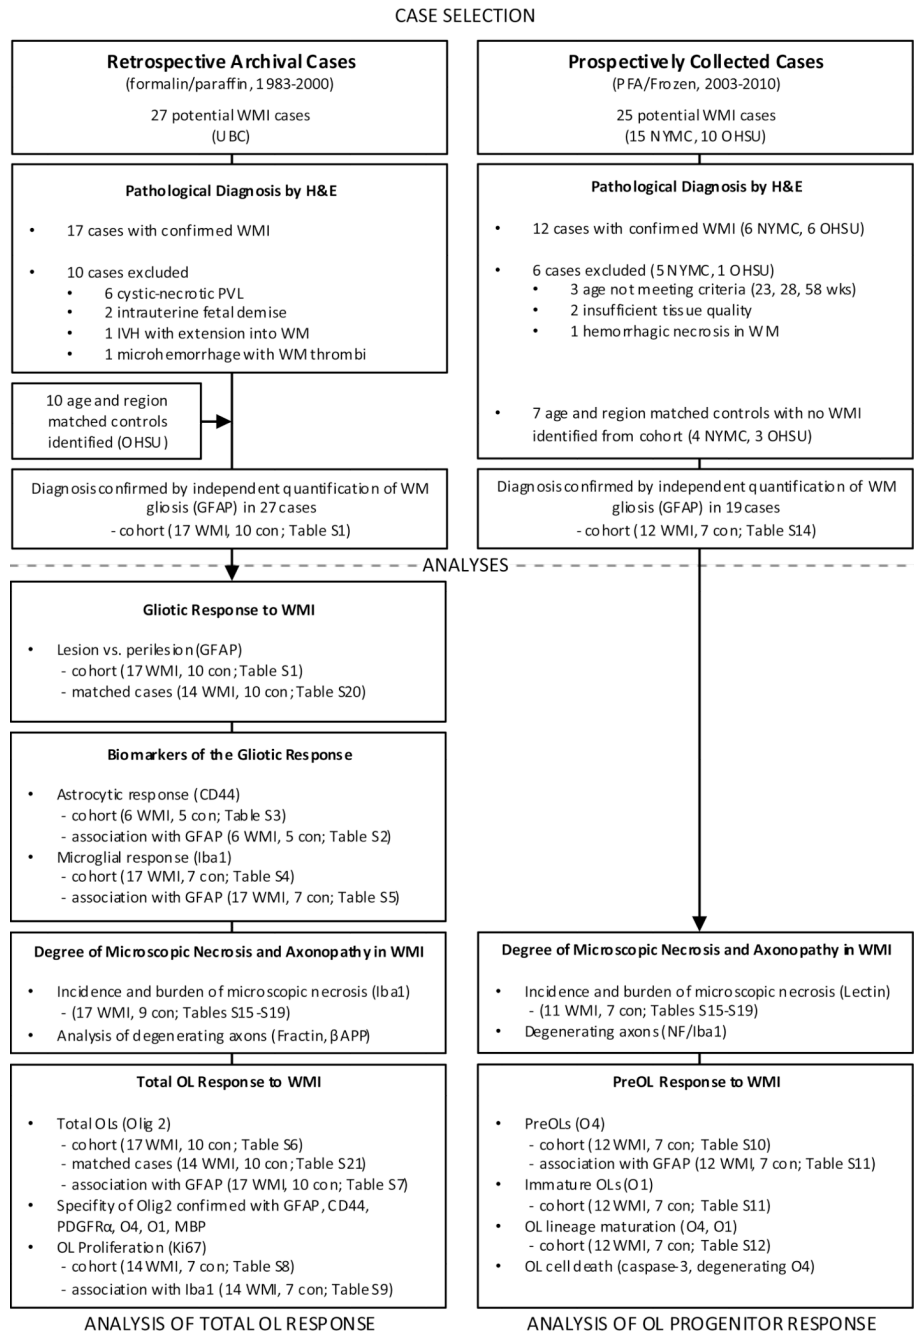 CASE SELECTION
Retrospective Archival Cases
(formalin/paraffin, 1983-2000)
27 potential WMI cases
(UBC)
Pathological Diagnosis by H&E
• 17 cases with confirmed WMI
• 10 cases excluded
• 6 cystic-necrotic PVL
• 2 intrauterine fetal demise
• 1 IVH with extension into WM
• 1 microhemorrhage with WM thrombi
10 age and region
matched controls
identified (OHSU)
Diagnosis confirmed by independent quantification of WM
gliosis (GFAP) in 27 cases
- cohort (17 WMI, 10 con; Table S1)
Prospectively Collected Cases
(PFA/Frozen, 2003-2010)
25 potential WMI cases
(15 NYMC, 10 OHSU)
Pathological Diagnosis by H&E
• 12 cases with confirmed WMI (6 NYMC, 6 OHSU)
• 6 cases excluded (5 NYMC, 1 OHSU)
• 3 age not meeting criteria (23, 28, 58 wks)
• 2 insufficient tissue quality
• 1 hemorrhagic necrosis in WM
• 7 age and region matched controls with no WMI
identified from cohort (4 NYMC, 3 OHSU)
Diagnosis confirmed by independent quantification of WM
gliosis (GFAP) in 19 cases
- cohort (12 WMI, 7 con; Table S14)
ANALYSES
Gliotic Response to WMI
• Lesion vs. perilesion (GFAP)
- cohort (17 WMI, 10 con; Table S1)
- matched cases (14 WMI, 10 con; Table S20)
Biomarkers of the Gliotic Response
• Astrocytic response (CD44)
- cohort (6 WMI, 5 con; Table S3)
- association with GFAP (6 WMI, 5 con; Table S2)
• Microglial response (Iba1)
- cohort (17 WMI, 7 con; Table S4)
- association with GFAP (17 WMI, 7 con; Table S5)
Degree of Microscopic Necrosis and Axonopathy in WMI
• Incidence and burden of microscopic necrosis (Iba1)
- (17 WMI, 9 con; Tables S15-S19)
• Analysis of degenerating axons (Fractin, βAPP)
Total OL Response to WMI
• Total OLs (Olig 2)
- cohort (17 WMI, 10 con; Table S6)
- matched cases (14 WMI, 10 con; Table S21)
- association with GFAP (17 WMI, 10 con; Table S7)
• Specifity of Olig2 confirmed with GFAP, CD44,
PDGFRα, O4, O1, MBP
• OL Proliferation (Ki67)
- cohort (14 WMI, 7 con; Table S8)
- association with Iba1 (14 WMI, 7 con; Table S9)
ANALYSIS OF TOTAL OL RESPONSE
Degree of Microscopic Necrosis and Axonopathy in WMI
• Incidence and burden of microscopic necrosis (Lectin)
- (11 WMI, 7 con; Tables S15-S19)
• Degenerating axons (NF/Iba1)
PreOL Response to WMI
• PreOLs (O4)
- cohort (12 WMI, 7 con; Table S10)
- association with GFAP (12 WMI, 7 con; Table S11)
• Immature OLs (O1)
- cohort (12 WMI, 7 con; Table S11)
• OL lineage maturation (O4, O1)
- cohort (12 WMI, 7 con; Table S12)
• OL cell death (caspase-3, degenerating O4)
ANALYSIS OF OL PROGENITOR RESPONSE